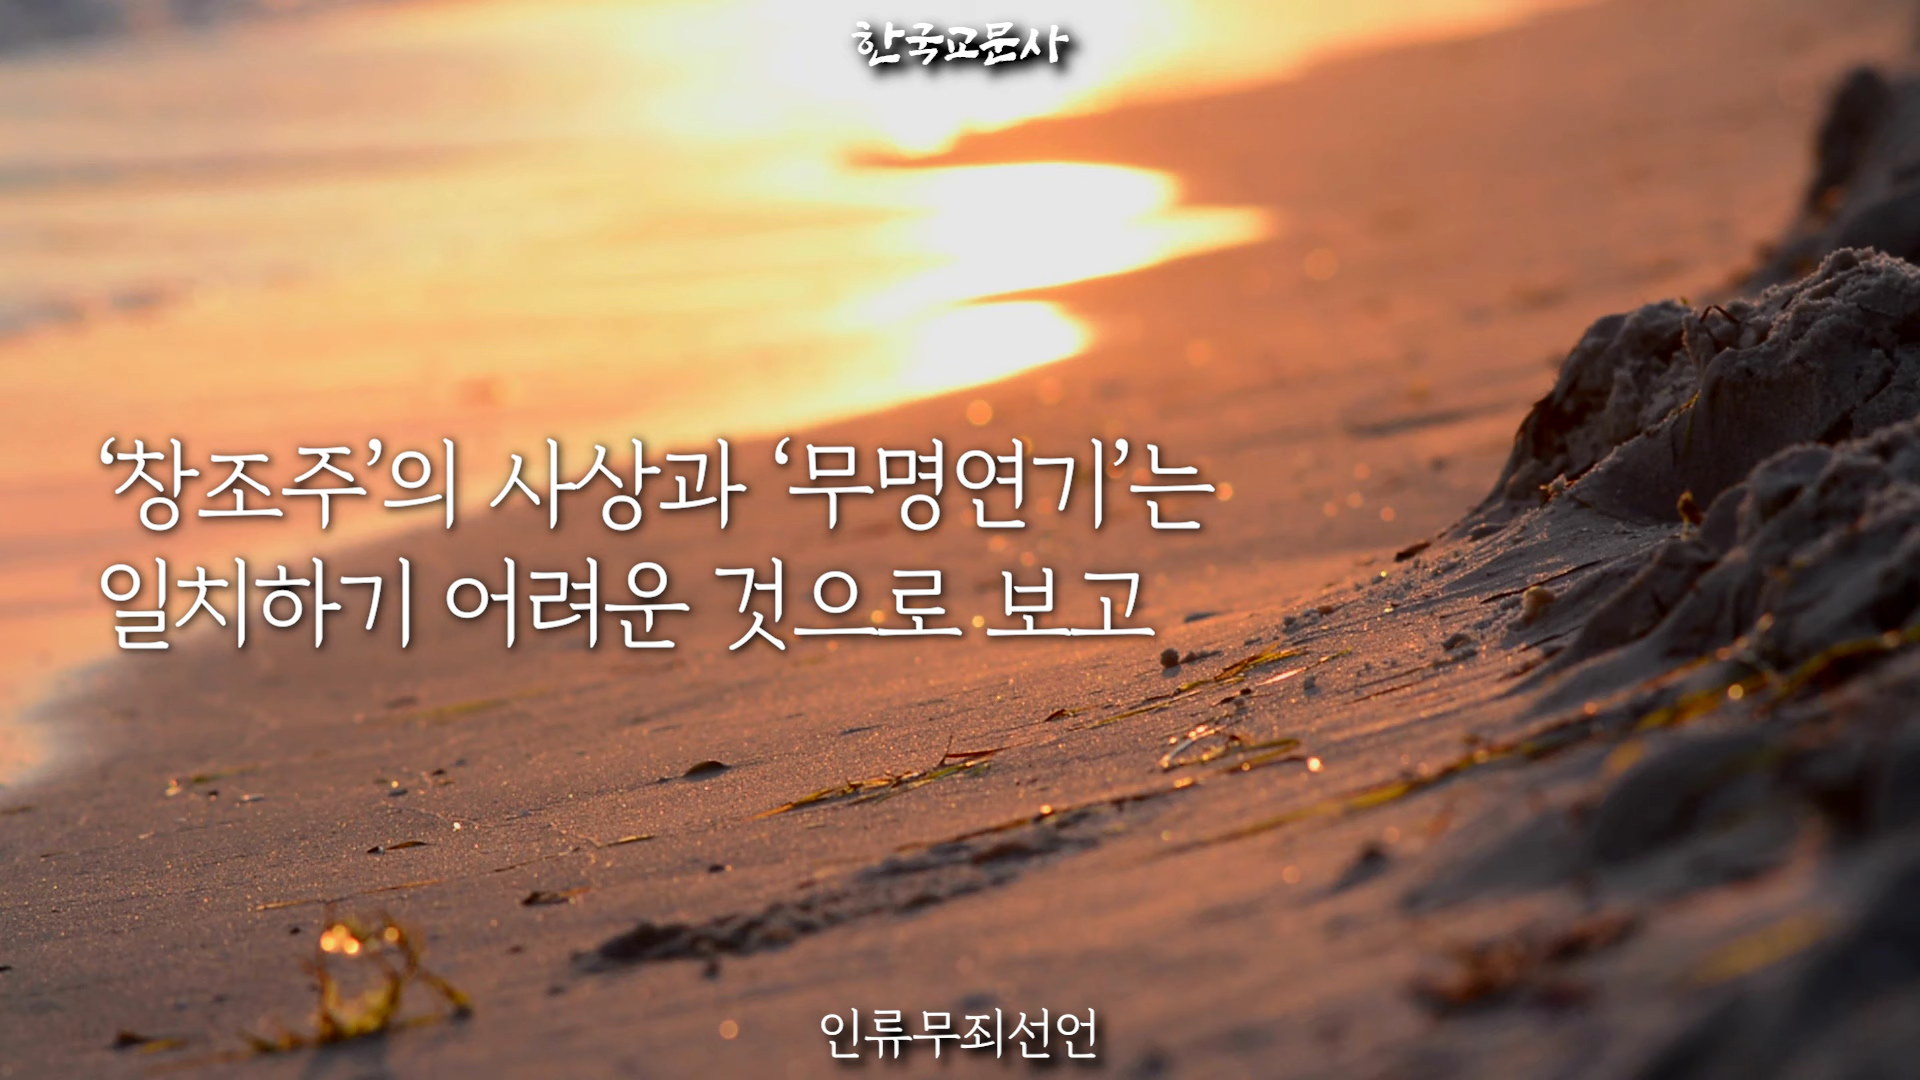 한국교문사
‘창조주’의 사상과 ‘무명연기’는
일치하기 어려운 것으로 보고
인류무죄선언